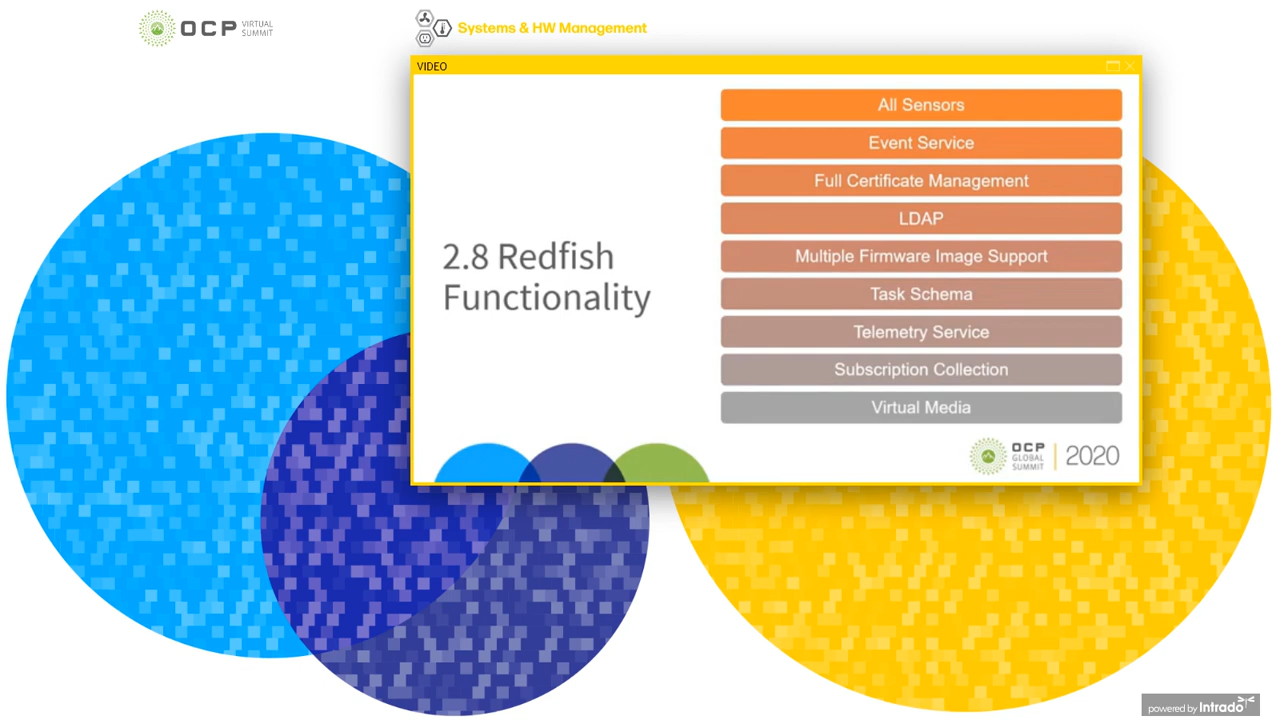 OCP VIRTUAL SUMMIT
Systems & HW Management
VIDEO
2.8 Redfish
Functionality
All Sensors
Event Service
Full Certificate Management
LDAP
Multiple Firmware Image Support
Task Schema
Telemetry Service
Subscription Collection
Virtual Media
OCP GLOBAL SUMMIT 2020
powered by Intrado